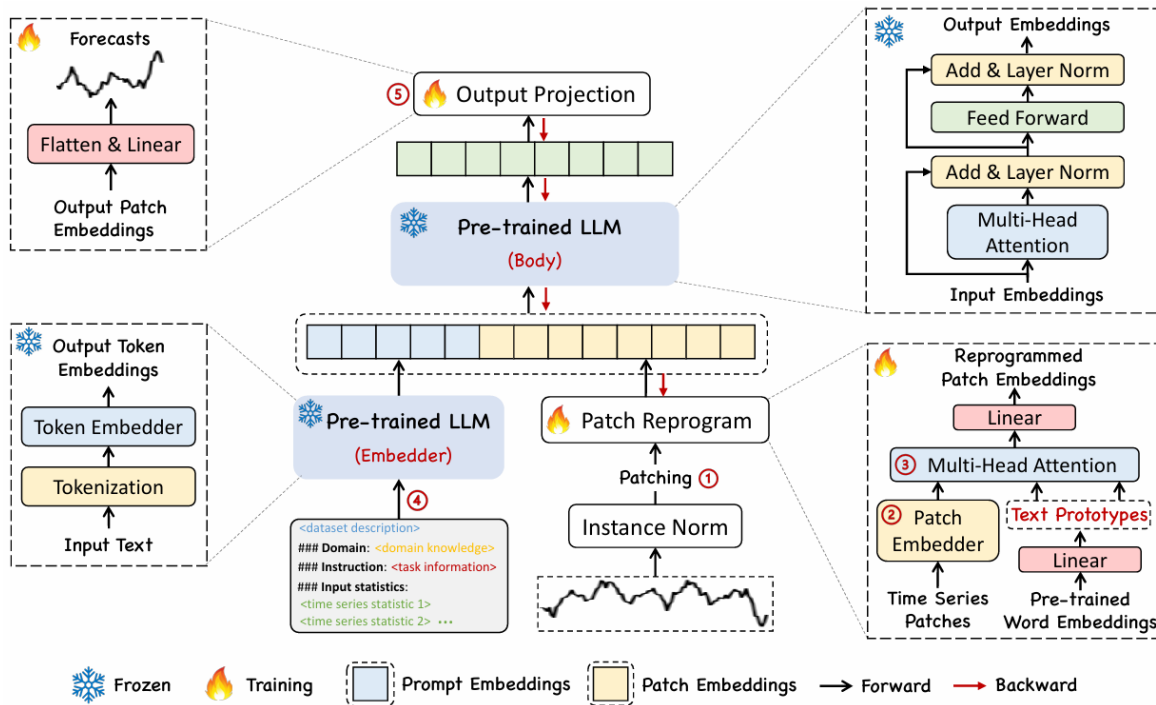 Forecasts
Flatten & Linear
Output Patch
Embeddings
⑤
Output Projection
Pre-trained LLM
(Body)
Output Embeddings
Add & Layer Norm
Feed Forward
Add & Layer Norm
Multi-Head
Attention
Input Embeddings
Output Token
Embeddings
Token Embedder
Tokenization
Input Text
Pre-trained LLM
(Embedder)
④
<dataset description>
### Domain: <domain knowledge>
### Instruction: <task information>
### Input statistics:
<time series statistic 1>
<time series statistic 2> ...
Patch Reprogram
Patching ①
Instance Norm
Reprogrammed
Patch Embeddings
Linear
③ Multi-Head Attention
② Patch
Embedder
Text Prototypes
Linear
Time Series
Patches
Pre-trained
Word Embeddings
Frozen
Training
Prompt Embeddings
Patch Embeddings
Forward
Backward